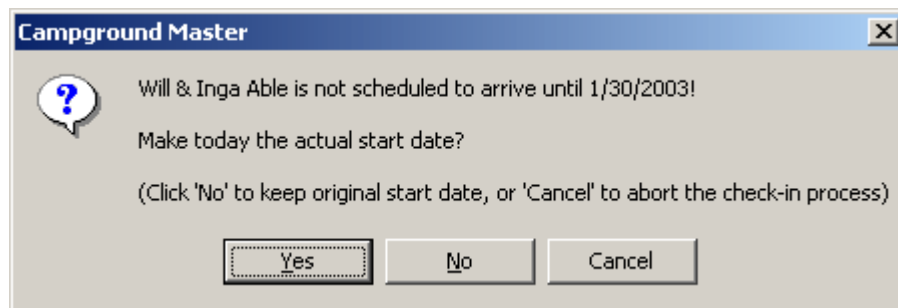 Campground Master
Will & Inga Able is not scheduled to arrive until 1/30/2003!
Make today the actual start date?
(Click 'No' to keep original start date, or 'Cancel' to abort the check-in process)
Yes No Cancel